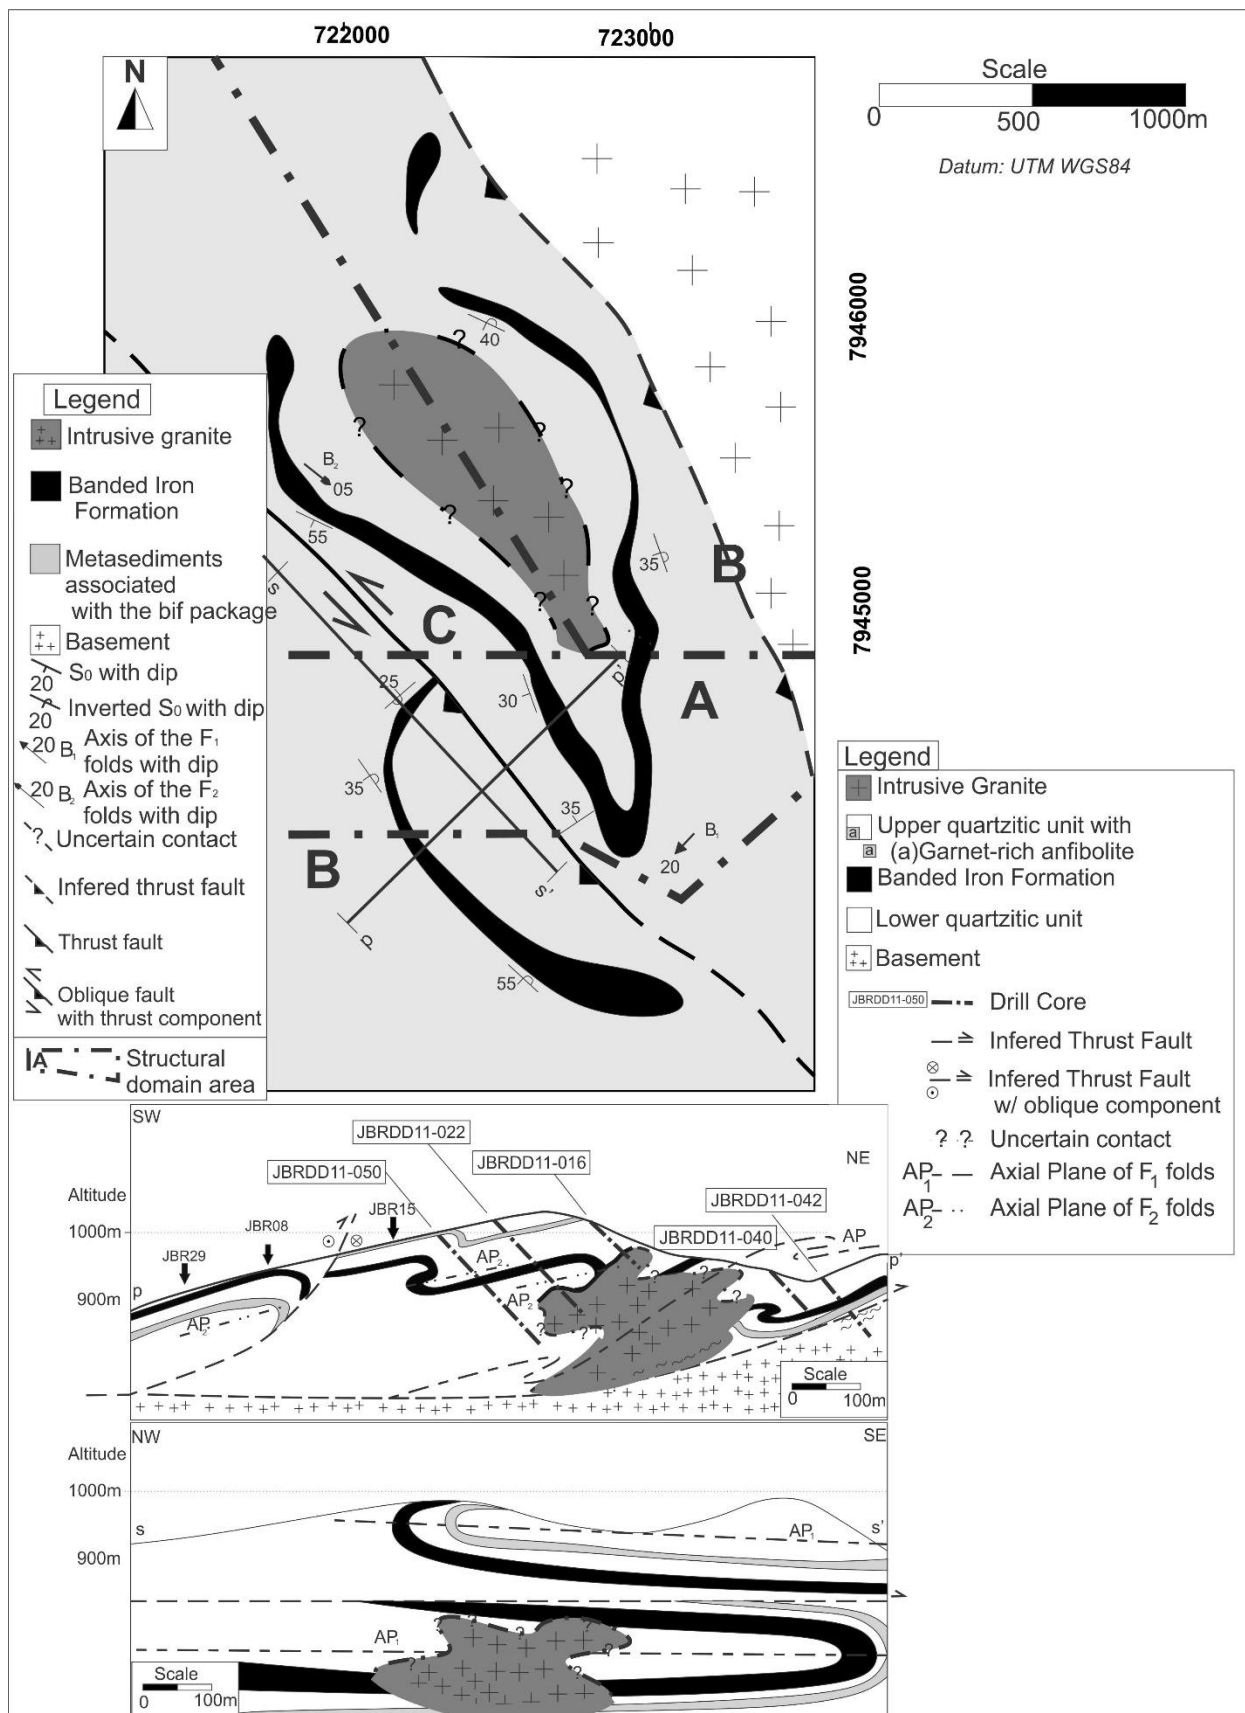 722000
723000
N
Scale
0
500
1000m
Datum: UTM WGS84
7946000
7945000
?
40
?
?
?
?
?
?
?
B2
05
55
35
B
C
S
A
p'
25
30
35
35
B1
20
B
s'
p
55
Legend
Intrusive granite
Banded Iron
Formation
Metasediments
associated
with the bif package
Basement
20
S0 with dip
20
Inverted S0 with dip
20 B1 Axis of the F1
folds with dip
20 B2 Axis of the F2
folds with dip
? Uncertain contact
Infered thrust fault
Thrust fault
Oblique fault
with thrust component
A
Structural
domain area
Legend
Intrusive Granite
a Upper quartzitic unit with
a (a)Garnet-rich anfibolite
Banded Iron Formation
Lower quartzitic unit
Basement
JBRDD11-050 Drill Core
Infered Thrust Fault
Infered Thrust Fault
w/ oblique component
? ? Uncertain contact
AP1 Axial Plane of F1 folds
AP2 Axial Plane of F2 folds
SW
NE
JBRDD11-022
JBRDD11-050
JBRDD11-016
JBRDD11-042
JBRDD11-040
Altitude
1000m
900m
JBR29
JBR08
JBR15
p
p'
AP2
AP2
AP2
AP
?
?
?
?
?
?
?
Scale
0
100m
NW
SE
Altitude
1000m
900m
s
s'
AP1
AP1
?
?
?
?
?
?
?
Scale
0
100m